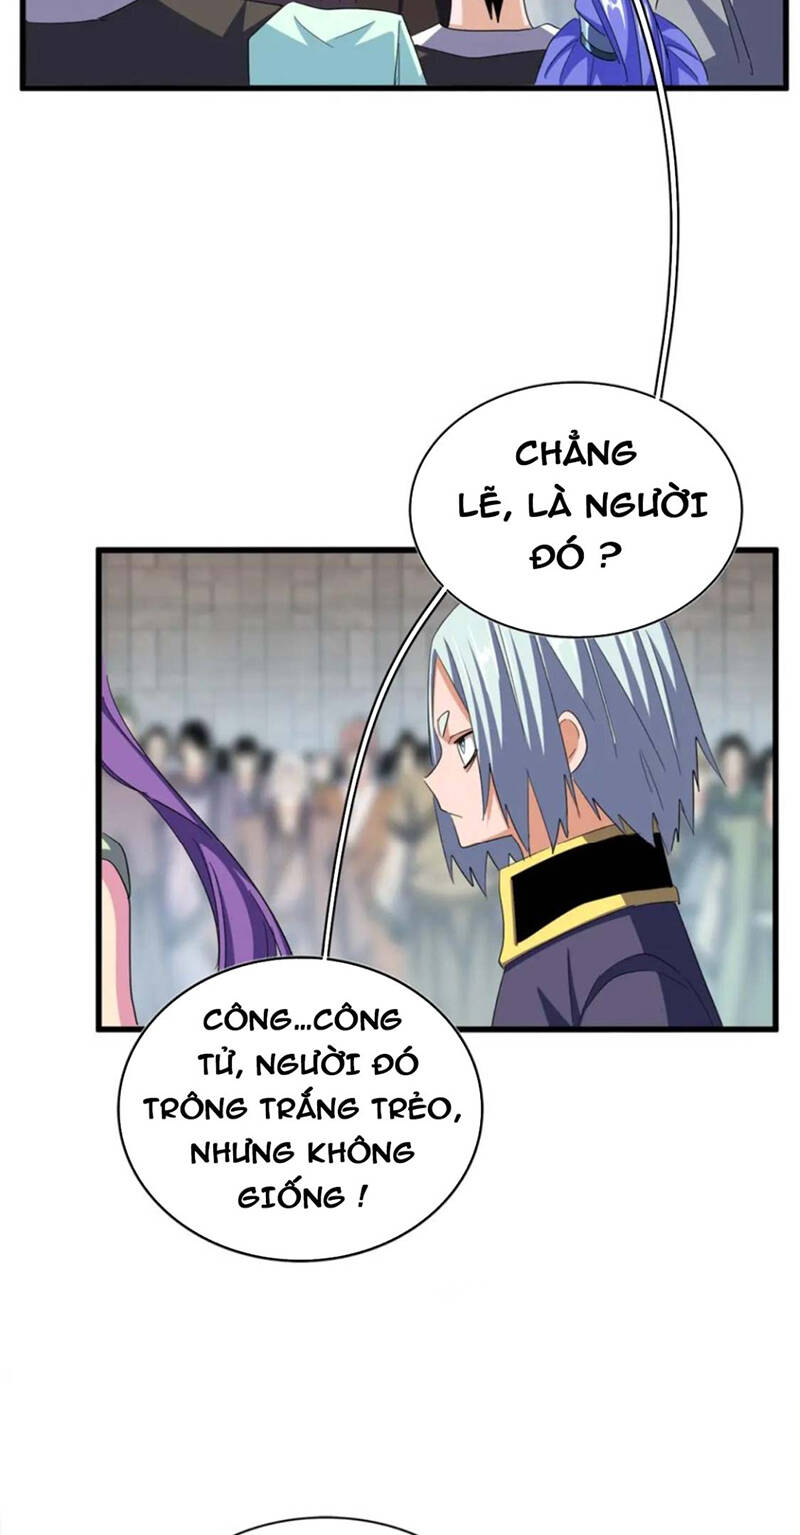 CHẲNG
LẼ, LÀ NGƯỜI
ĐÓ ?
CÔNG...CÔNG
TỬ, NGƯỜI ĐÓ
TRÔNG TRẮNG TRẺO,
NHƯNG KHÔNG
GIỐNG !